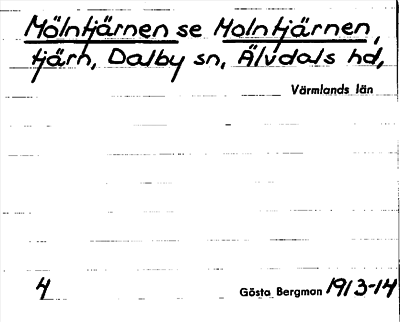 Mölntjärnen se Molntjärnen,
tjärn, Dalby sn, Älvdals hd,
Värmlands län
4 Gösta Bergman 1913-14